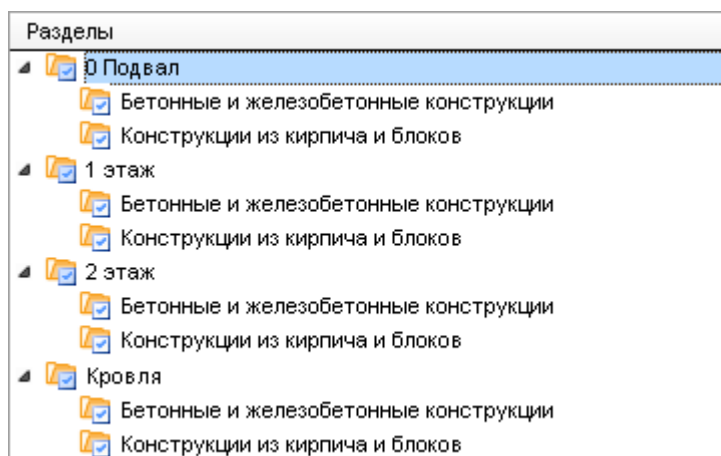 Разделы
0 Подвал
Бетонные и железобетонные конструкции
Конструкции из кирпича и блоков
1 этаж
Бетонные и железобетонные конструкции
Конструкции из кирпича и блоков
2 этаж
Бетонные и железобетонные конструкции
Конструкции из кирпича и блоков
Кровля
Бетонные и железобетонные конструкции
Конструкции из кирпича и блоков